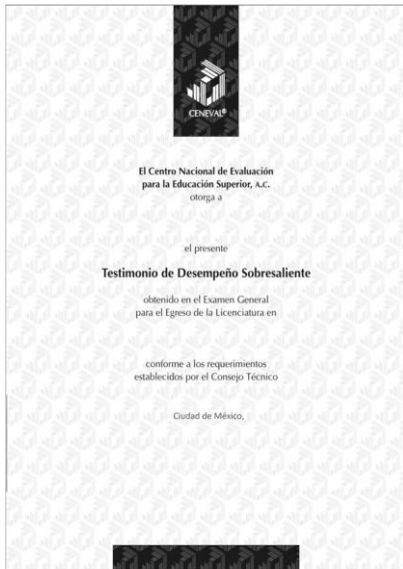 CENEVAL®
El Centro Nacional de Evaluación
para la Educación Superior, A.C.
otorga a
el presente
Testimonio de Desempeño Sobresaliente
obtenido en el Examen General
para el Egreso de la Licenciatura en
conforme a los requerimientos
establecidos por el Consejo Técnico
Ciudad de México,